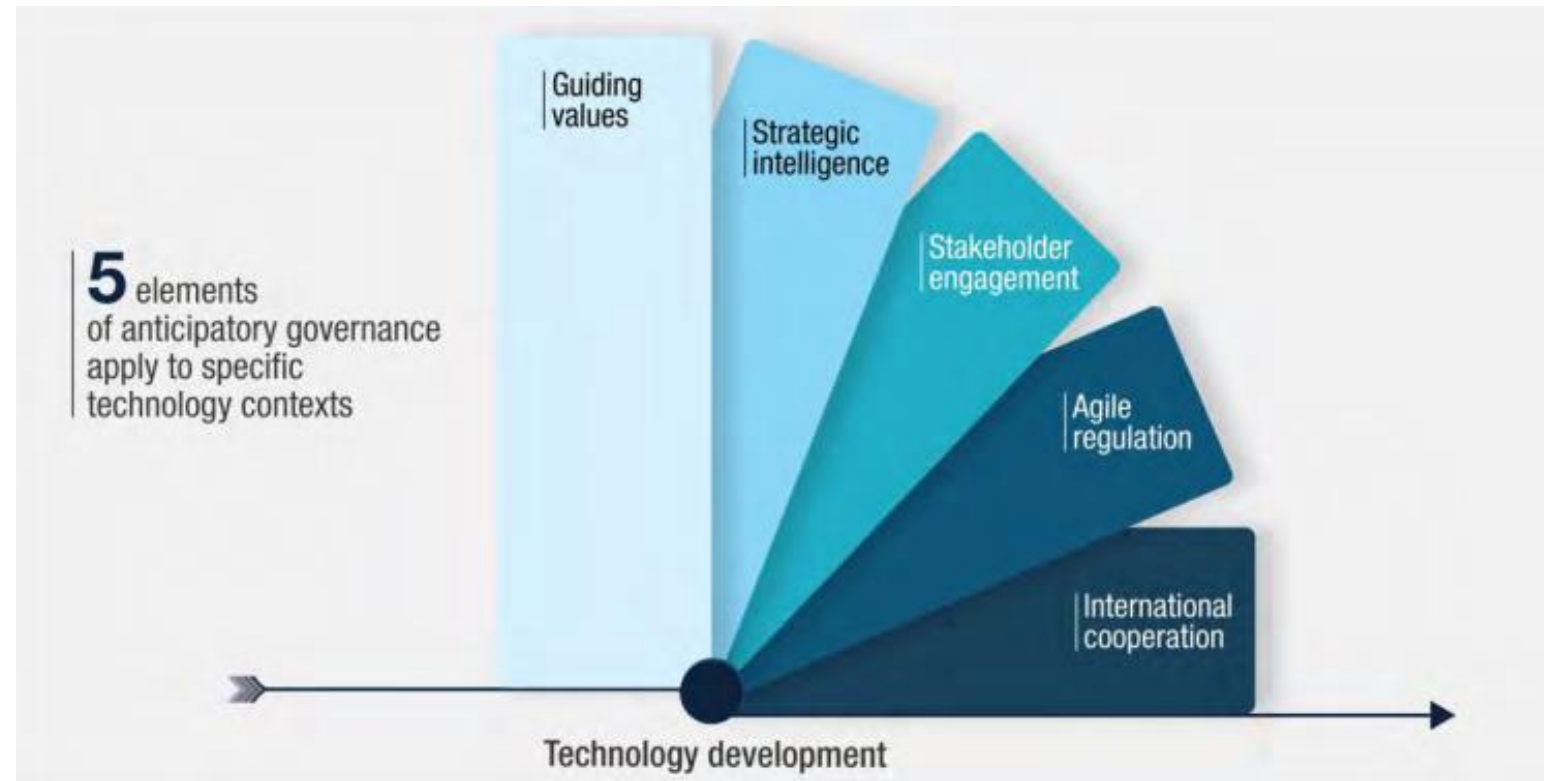 5 elements
of anticipatory governance
apply to specific
technology contexts
Guiding
values
Strategic
intelligence
Stakeholder
engagement
Agile
regulation
International
cooperation
Technology development